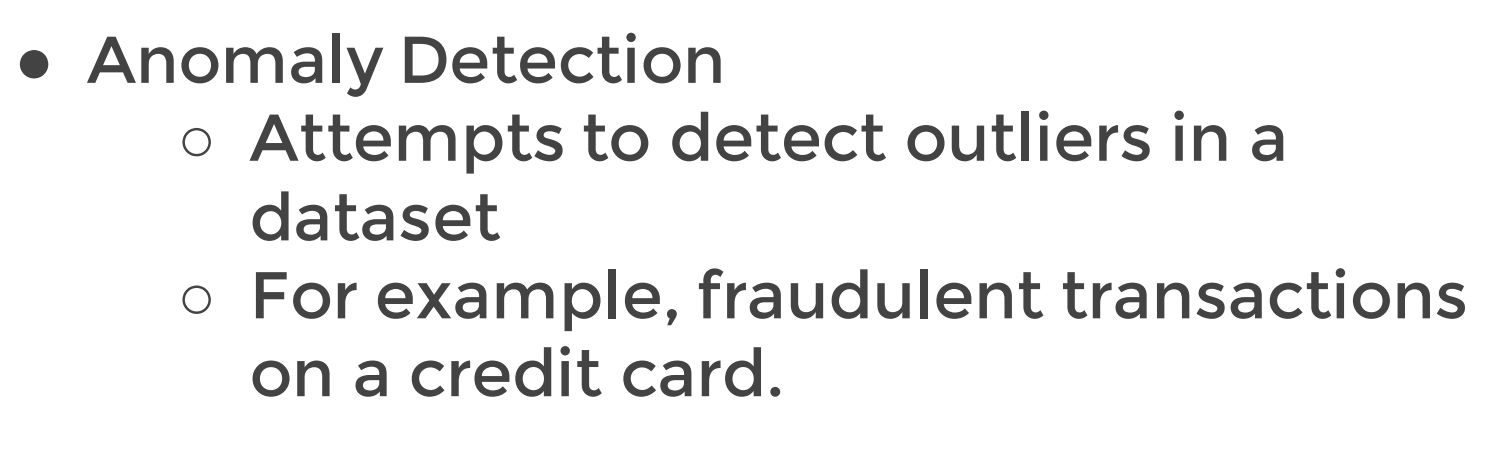 ● Anomaly Detection
○ Attempts to detect outliers in a
dataset
○ For example, fraudulent transactions
on a credit card.